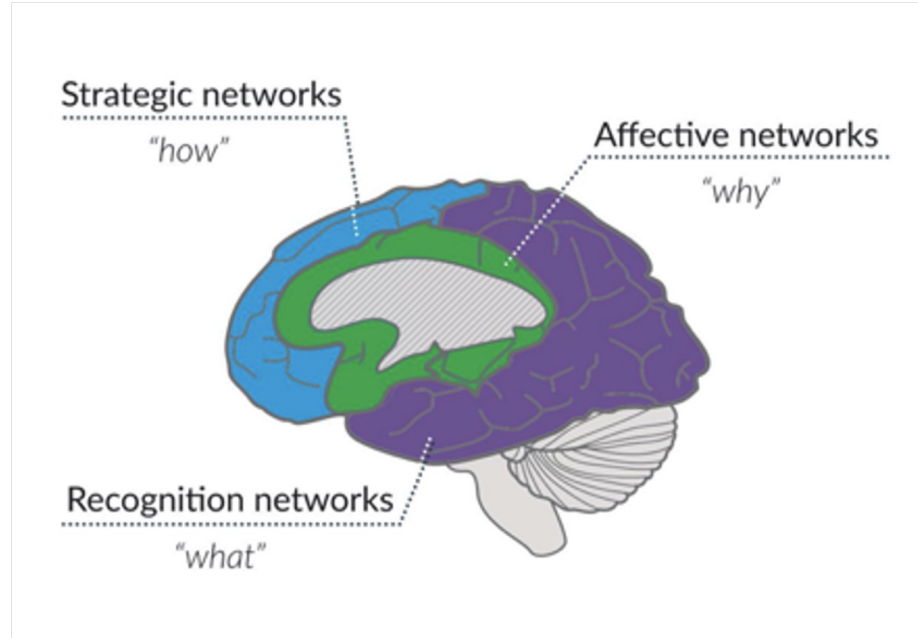 Strategic networks
“how”
Affective networks
“why”
Recognition networks
“what”